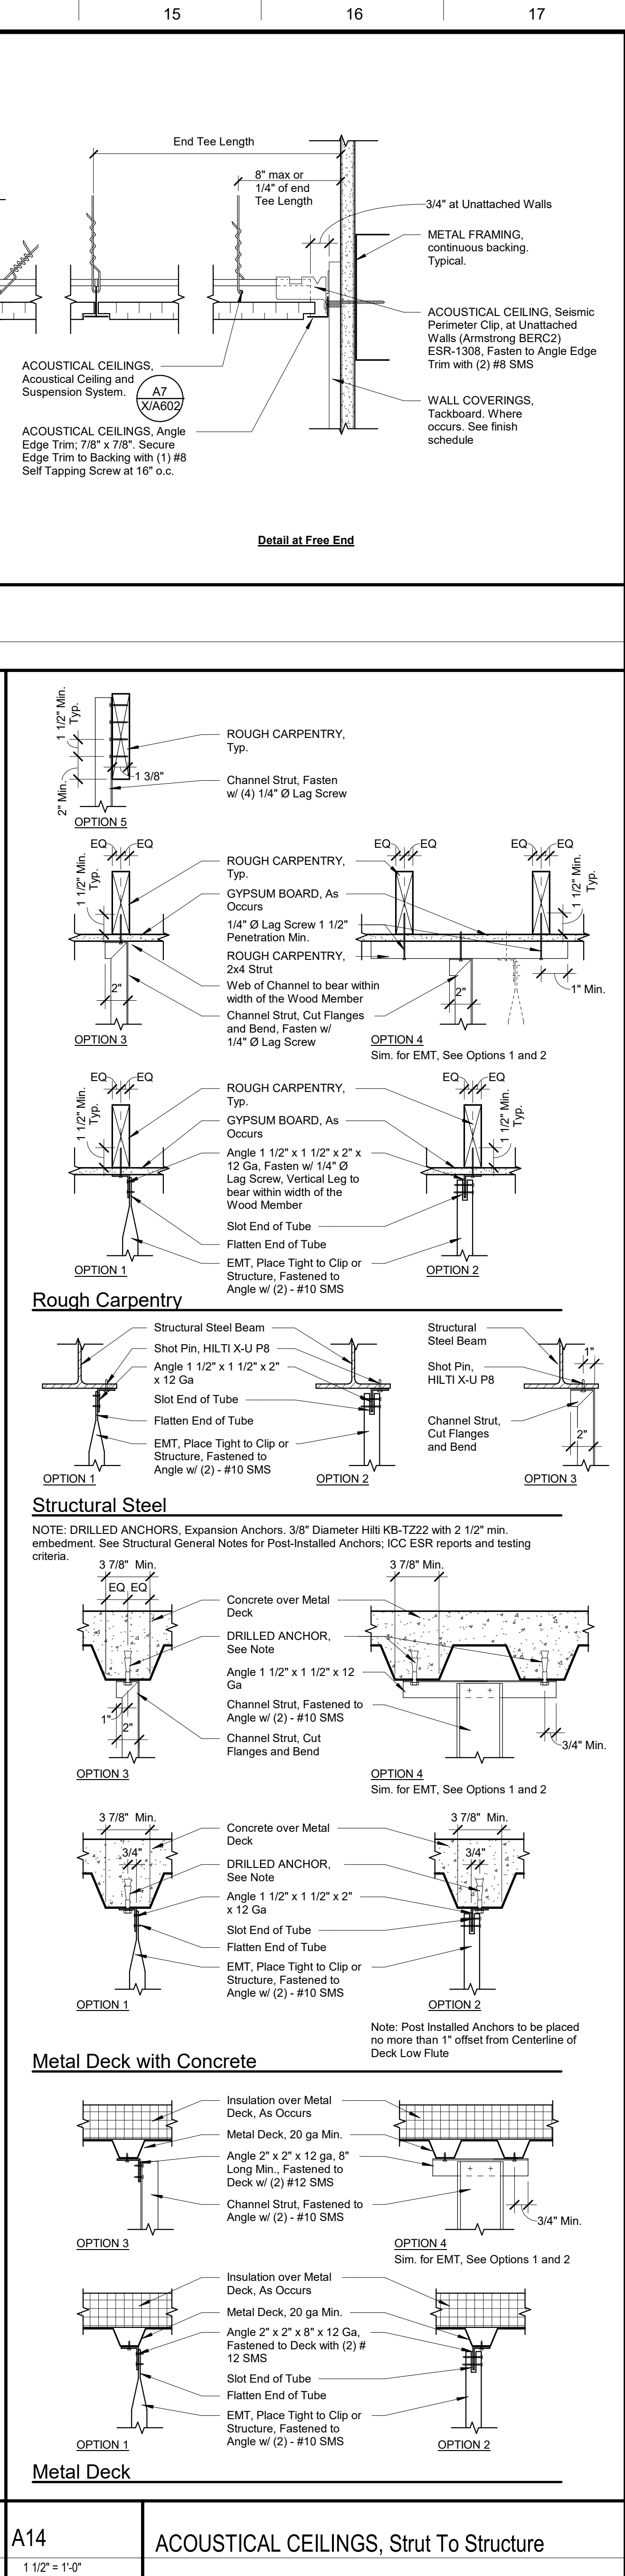 15
16
17
End Tee Length
8" max or
1/4" of end
Tee Length
3/4" at Unattached Walls
METAL FRAMING,
continuous backing.
Typical.
ACOUSTICAL CEILING, Seismic
Perimeter Clip, at Unattached
Walls (Armstrong BERC2)
ESR-1308, Fasten to Angle Edge
Trim with (2) #8 SMS
WALL COVERINGS,
Tackboard. Where
occurs. See finish
schedule
ACOUSTICAL CEILINGS,
Acoustical Ceiling and
Suspension System.
A7
X/A602
ACOUSTICAL CEILINGS, Angle
Edge Trim; 7/8" x 7/8". Secure
Edge Trim to Backing with (1) #8
Self Tapping Screw at 16" o.c.
Detail at Free End
1 1/2" Min.
Typ.
2" Min.
1 3/8"
ROUGH CARPENTRY,
Typ.
Channel Strut, Fasten
w/ (4) 1/4" Ø Lag Screw
OPTION 5
EQ
EQ
1 1/2" Min.
Typ.
2"
OPTION 3
ROUGH CARPENTRY,
Typ.
GYPSUM BOARD, As
Occurs
1/4" Ø Lag Screw 1 1/2"
Penetration Min.
ROUGH CARPENTRY,
2x4 Strut
Web of Channel to bear within
width of the Wood Member
Channel Strut, Cut Flanges
and Bend, Fasten w/
1/4" Ø Lag Screw
EQ
EQ
EQ
EQ
1 1/2" Min.
Typ.
2"
1" Min.
OPTION 4
Sim. for EMT, See Options 1 and 2
EQ
EQ
1 1/2" Min.
Typ.
OPTION 1
ROUGH CARPENTRY,
Typ.
GYPSUM BOARD, As
Occurs
Angle 1 1/2" x 1 1/2" x 2" x
12 Ga, Fasten w/ 1/4" Ø
Lag Screw, Vertical Leg to
bear within width of the
Wood Member
Slot End of Tube
Flatten End of Tube
EMT, Place Tight to Clip or
Structure, Fastened to
Angle w/ (2) - #10 SMS
EQ
EQ
1 1/2" Min.
Typ.
OPTION 2
Rough Carpentry
Structural Steel Beam
Shot Pin, HILTI X-U P8
Angle 1 1/2" x 1 1/2" x 2"
x 12 Ga
Slot End of Tube
Flatten End of Tube
EMT, Place Tight to Clip or
Structure, Fastened to
Angle w/ (2) - #10 SMS
OPTION 1
OPTION 2
Structural
Steel Beam
Shot Pin,
HILTI X-U P8
Channel Strut,
Cut Flanges
and Bend
1"
2"
OPTION 3
Structural Steel
NOTE: DRILLED ANCHORS, Expansion Anchors. 3/8" Diameter Hilti KB-TZ22 with 2 1/2" min.
embedment. See Structural General Notes for Post-Installed Anchors; ICC ESR reports and testing
criteria.
3 7/8" Min.
EQ
EQ
1"
2"
OPTION 3
Concrete over Metal
Deck
DRILLED ANCHOR,
See Note
Angle 1 1/2" x 1 1/2" x 12
Ga
Channel Strut, Fastened to
Angle w/ (2) - #10 SMS
Channel Strut, Cut
Flanges and Bend
3 7/8" Min.
3/4" Min.
OPTION 4
Sim. for EMT, See Options 1 and 2
3 7/8" Min.
3/4"
OPTION 1
Concrete over Metal
Deck
DRILLED ANCHOR,
See Note
Angle 1 1/2" x 1 1/2" x 2"
x 12 Ga
Slot End of Tube
Flatten End of Tube
EMT, Place Tight to Clip or
Structure, Fastened to
Angle w/ (2) - #10 SMS
3 7/8" Min.
3/4"
OPTION 2
Note: Post Installed Anchors to be placed
no more than 1" offset from Centerline of
Deck Low Flute
Metal Deck with Concrete
Insulation over Metal
Deck, As Occurs
Metal Deck, 20 ga Min.
Angle 2" x 2" x 12 ga, 8"
Long Min., Fastened to
Deck w/ (2) #12 SMS
Channel Strut, Fastened to
Angle w/ (2) - #10 SMS
OPTION 3
3/4" Min.
OPTION 4
Sim. for EMT, See Options 1 and 2
Insulation over Metal
Deck, As Occurs
Metal Deck, 20 ga Min.
Angle 2" x 2" x 8" x 12 Ga,
Fastened to Deck with (2) #
12 SMS
Slot End of Tube
Flatten End of Tube
EMT, Place Tight to Clip or
Structure, Fastened to
Angle w/ (2) - #10 SMS
OPTION 1
OPTION 2
Metal Deck
A14
1 1/2" = 1'-0"
ACOUSTICAL CEILINGS, Strut To Structure